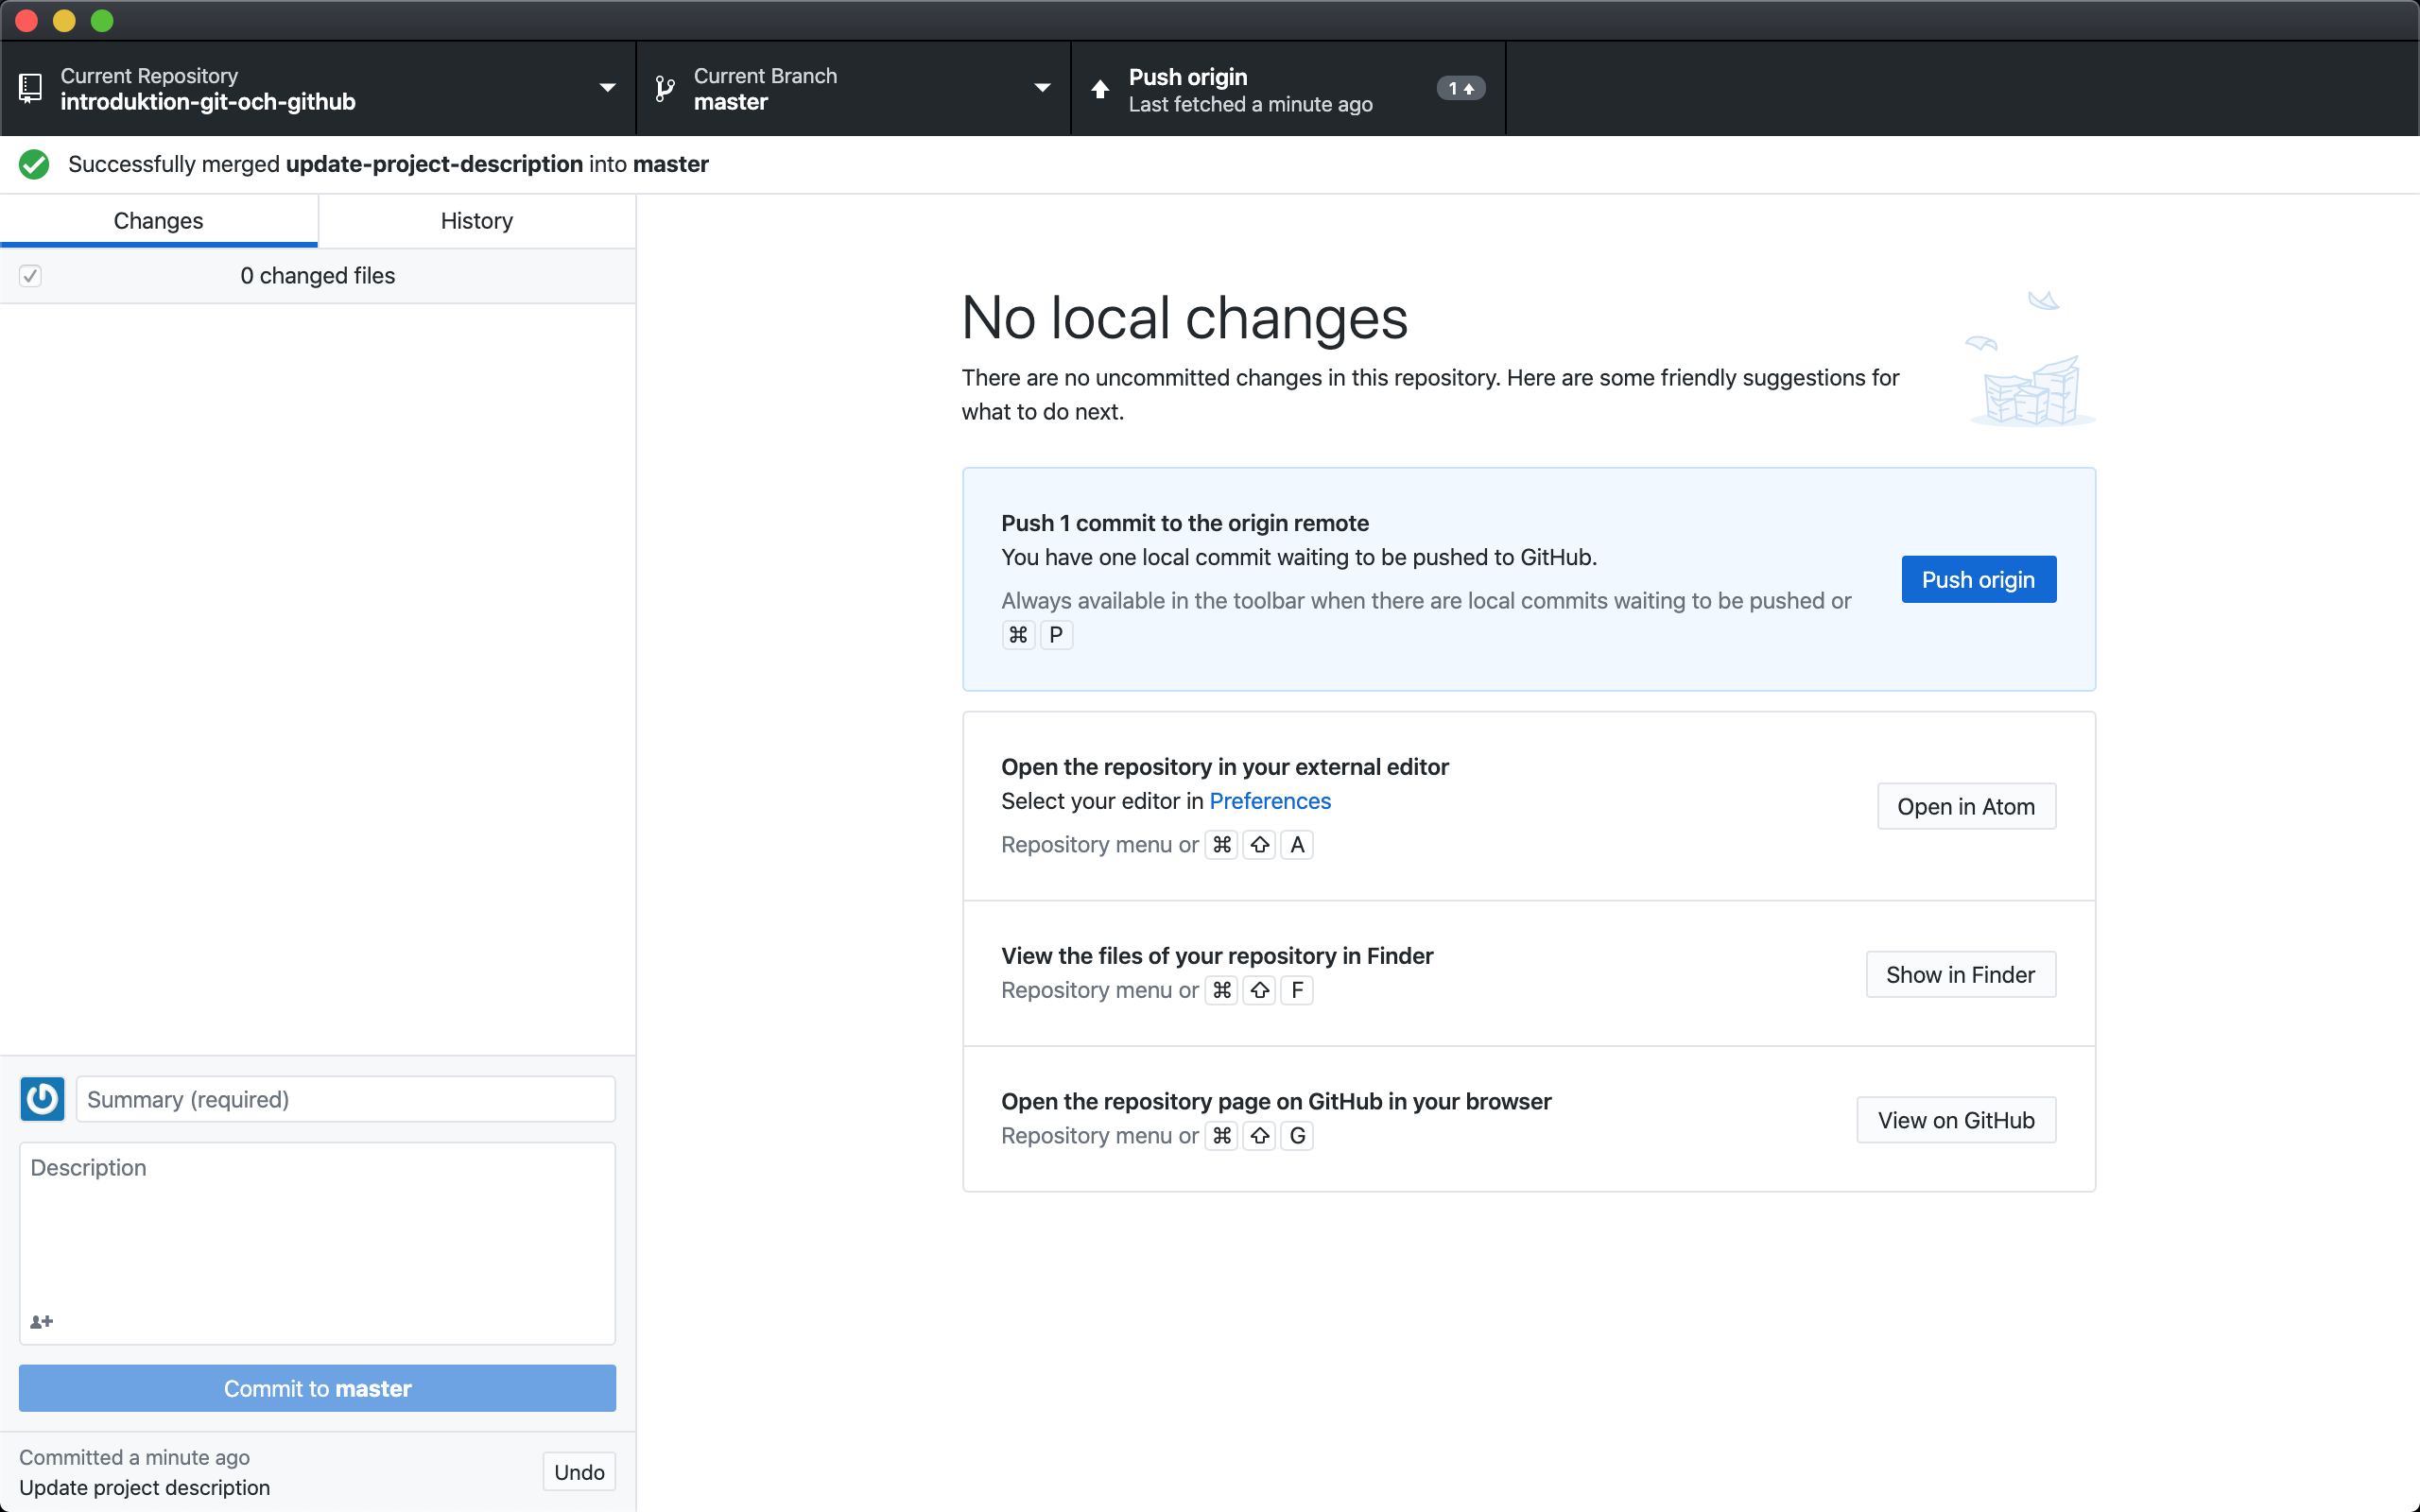 Current Repository
introduktion-git-och-github
Current Branch
master
Push origin
Last fetched a minute ago
1
Successfully merged update-project-description into master
Changes
History
0 changed files
No local changes
There are no uncommitted changes in this repository. Here are some friendly suggestions for
what to do next.
Push 1 commit to the origin remote
You have one local commit waiting to be pushed to GitHub.
Always available in the toolbar when there are local commits waiting to be pushed or
⌘ P
Push origin
Open the repository in your external editor
Select your editor in Preferences
Repository menu or ⌘ ⇧ A
Open in Atom
View the files of your repository in Finder
Repository menu or ⌘ ⇧ F
Show in Finder
Open the repository page on GitHub in your browser
Repository menu or ⌘ ⇧ G
View on GitHub
Summary (required)
Description
Commit to master
Committed a minute ago
Update project description
Undo